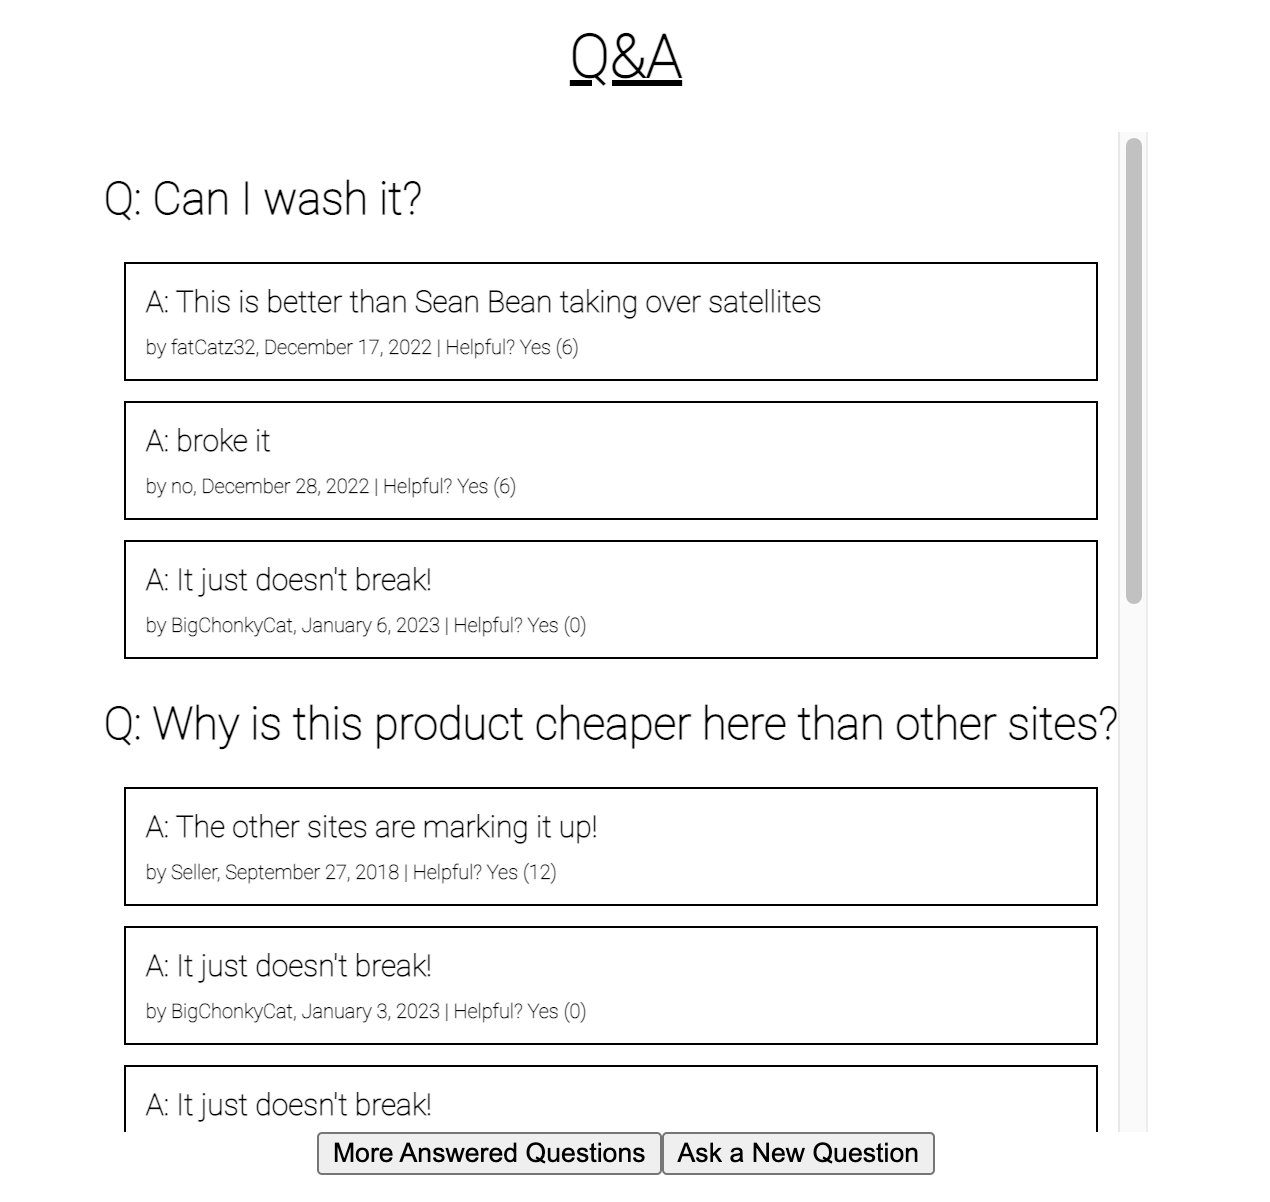 Q&A
Q: Can I wash it?
A: This is better than Sean Bean taking over satellites
by fatCatz32, December 17, 2022 | Helpful? Yes (6)
A: broke it
by no, December 28, 2022 | Helpful? Yes (6)
A: It just doesn't break!
by BigChonkyCat, January 6, 2023 | Helpful? Yes (0)
Q: Why is this product cheaper here than other sites?
A: The other sites are marking it up!
by Seller, September 27, 2018 | Helpful? Yes (12)
A: It just doesn't break!
by BigChonkyCat, January 3, 2023 | Helpful? Yes (0)
A: It just doesn't break!
More Answered Questions Ask a New Question